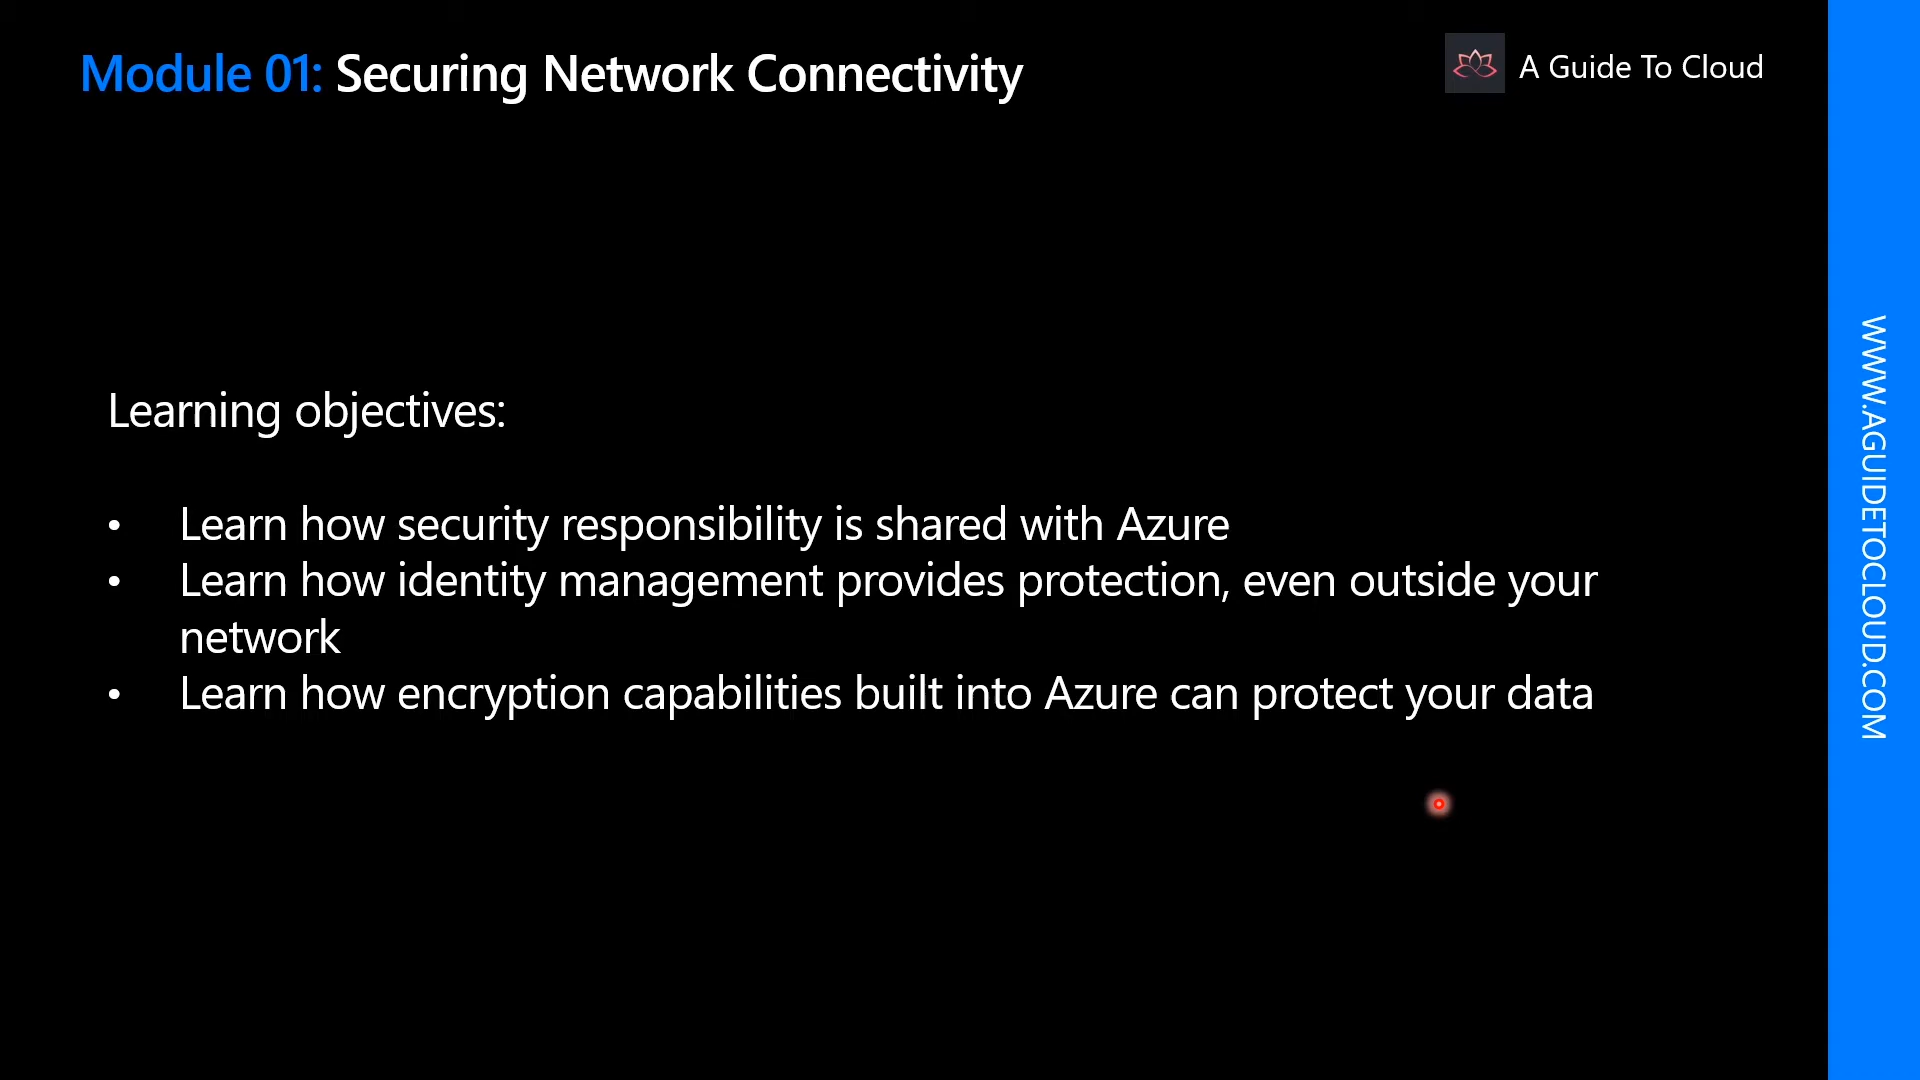 Module 01: Securing Network Connectivity
A Guide To Cloud
Learning objectives:
• Learn how security responsibility is shared with Azure
• Learn how identity management provides protection, even outside your
network
• Learn how encryption capabilities built into Azure can protect your data
WWW.AGUIDETOCLOUD.COM